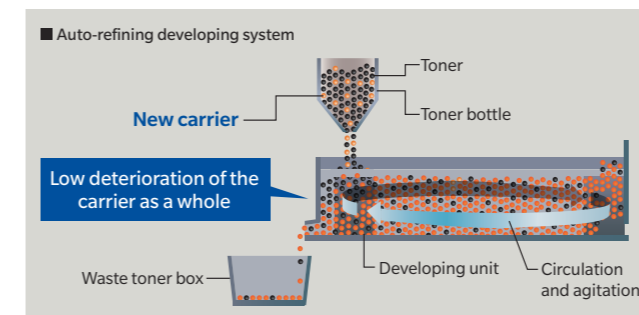 ■ Auto-refining developing system
Toner
New carrier
Toner bottle
Low deterioration of the
carrier as a whole
Waste toner box
Developing unit
Circulation
and agitation